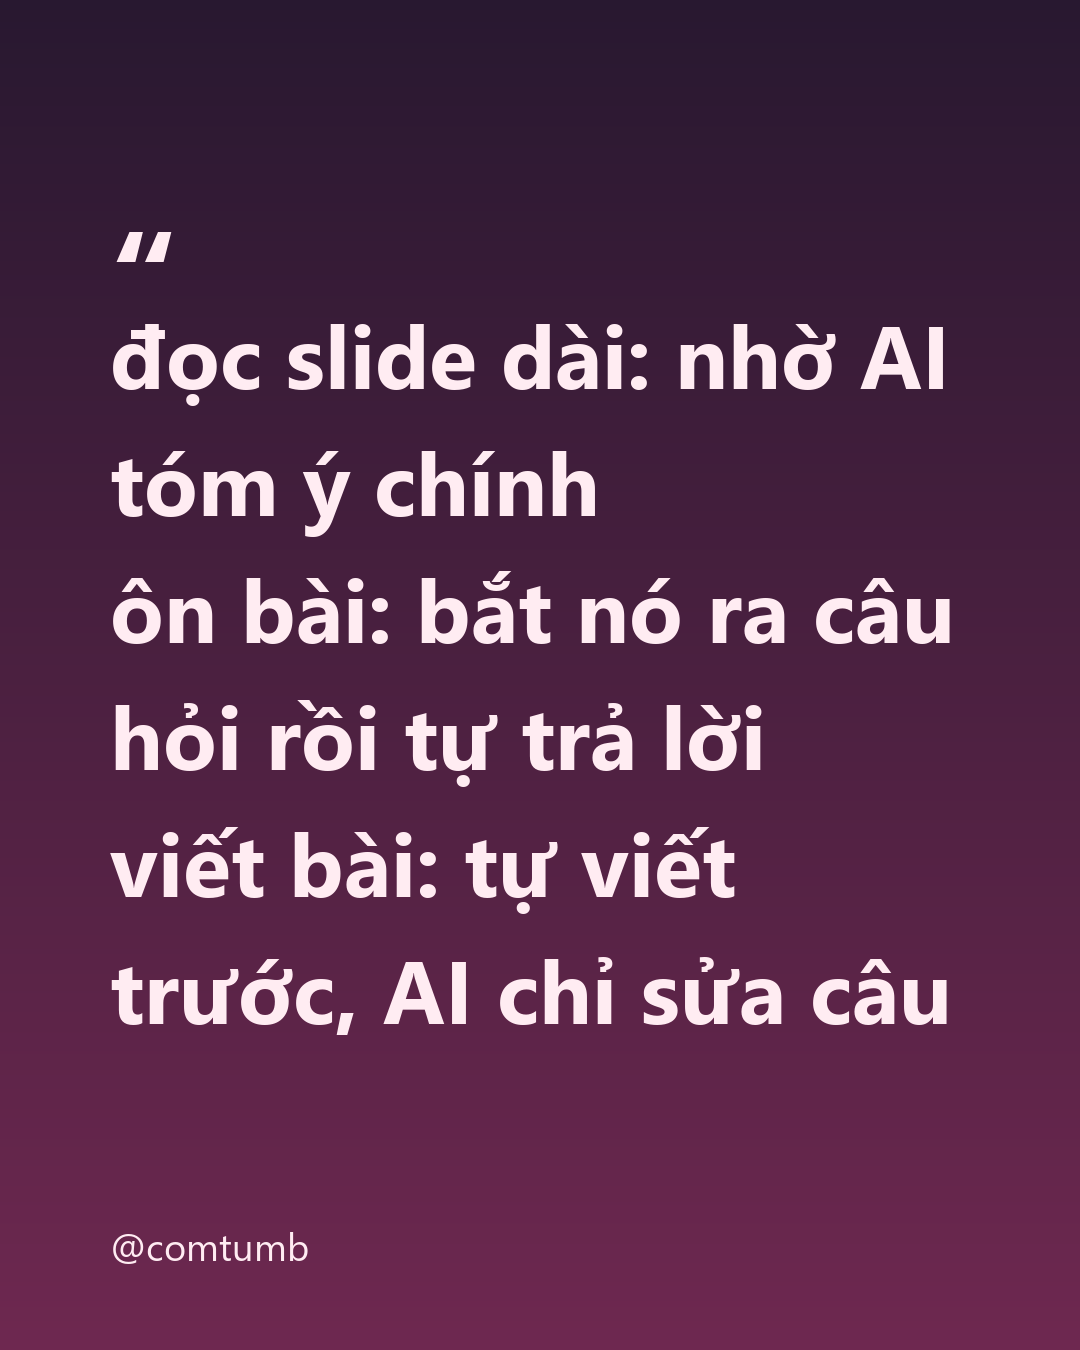 “
đọc slide dài: nhờ AI
tóm ý chính
ôn bài: bắt nó ra câu
hỏi rồi tự trả lời
viết bài: tự viết
trước, AI chỉ sửa câu
@comtumb